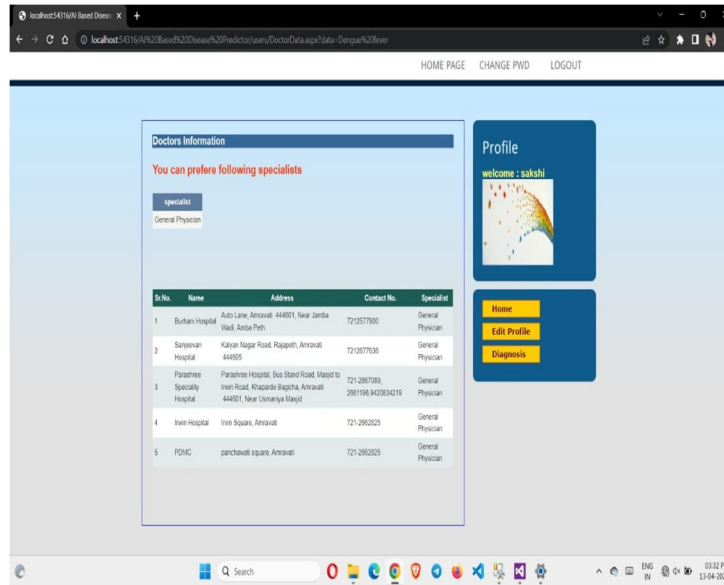 localhost:54316/AI Based Diseas
localhost:54316/AI%20Based%20Disease%20Predictor/users/DoctorData.aspx?data=Dengue%20fever
HOME PAGE CHANGE PWD LOGOUT
Doctors Information
You can prefere following specialists
specialist
General Physician
Sr.No. Name Address Contact No. Specialist
1 Burhani Hospital Auto Lane, Amravati 444601, Near Jamba Wadi, Amba Peth 7212577800 General Physician
2 Sanjeevan Hospital Kalyan Nagar Road, Rajapeth, Amravati 444605 7212677636 General Physician
3 Parashree Speciality Hospital Parashree Hospital, Bus Stand Road, Masjid to Irwin Road, Khaparde Bagicha, Amravati 444601, Near Usmaniya Masjid 721-2667089, 2661196,9420834219 General Physician
4 Irwin Hospital Irvin Square, Amravati 721-2662825 General Physician
5 PDMC panchawati square, Amravati 721-2662825 General Physician
Profile
welcome : sakshi
Home
Edit Profile
Diagnosis
Search
ENG
IN
03:32
13-04-202